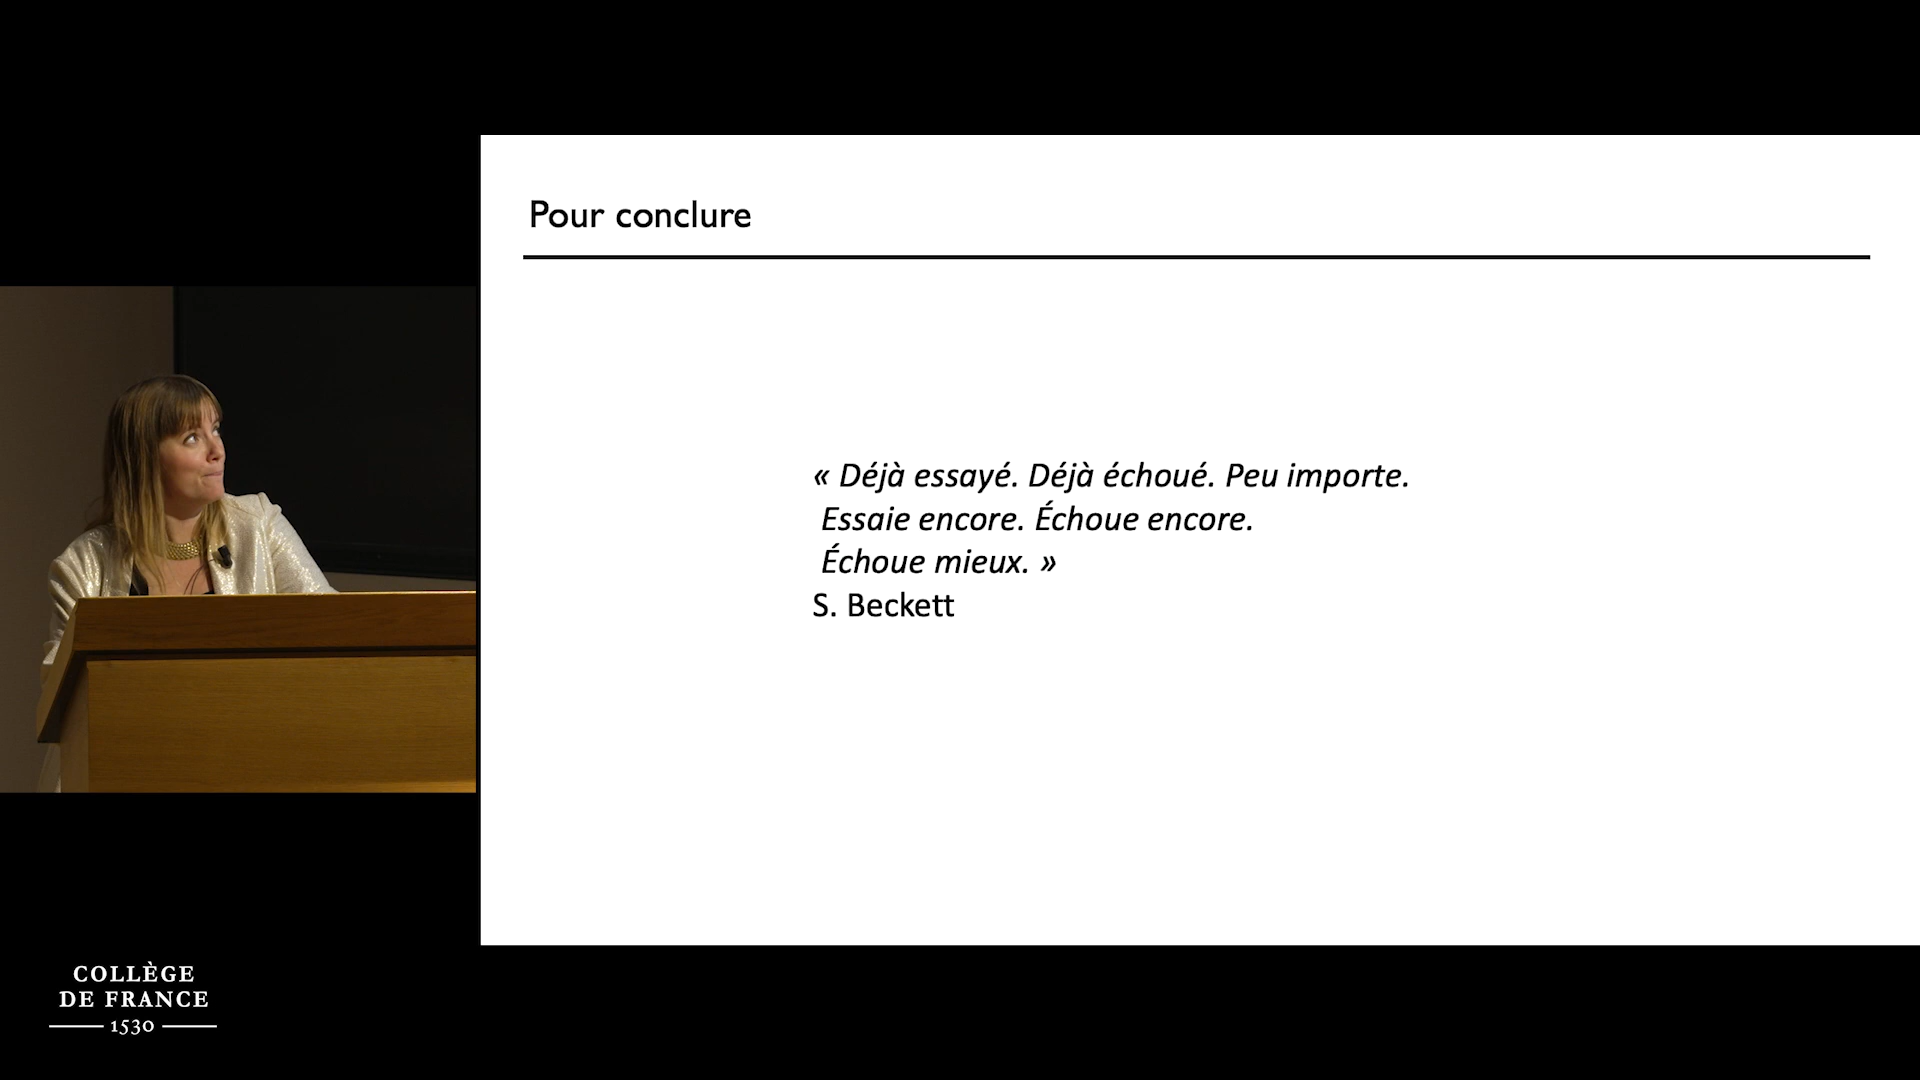 Pour conclure
« Déjà essayé. Déjà échoué. Peu importe.
Essaie encore. Échoue encore.
Échoue mieux. »
S. Beckett
COLLÈGE
DE FRANCE
1530